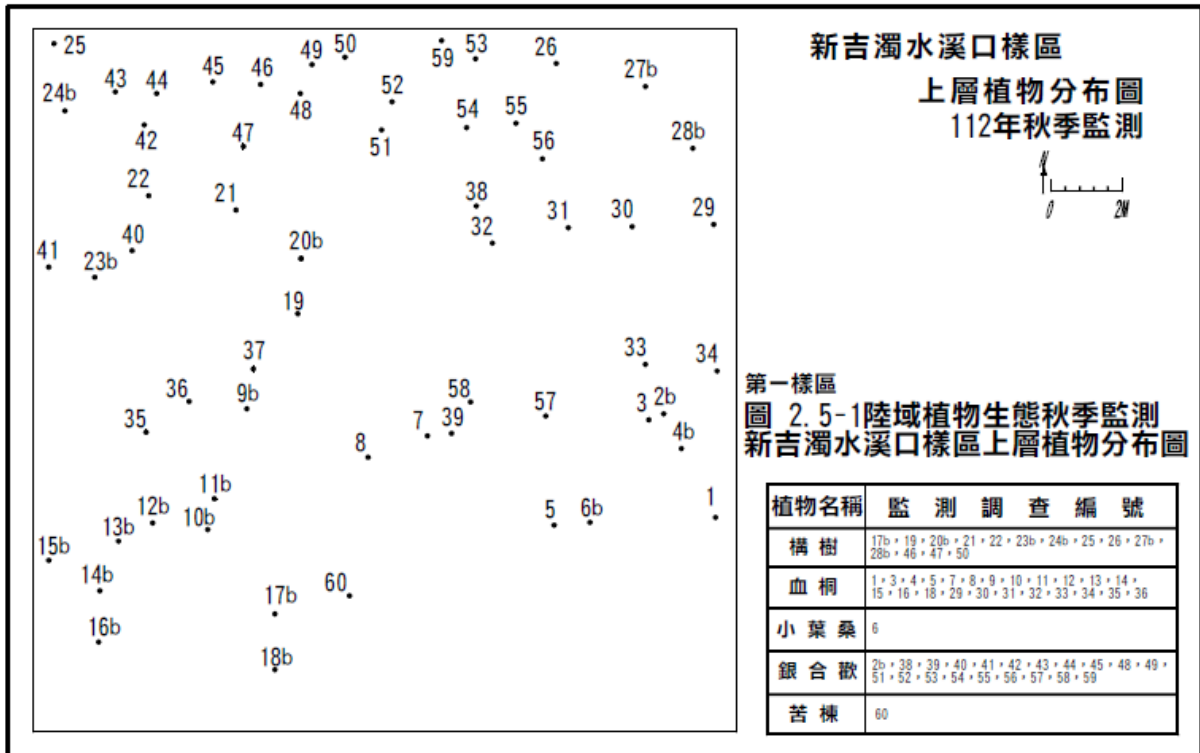 25
43
44
45
46
49
50
59
53
26
27b
24b
42
47
48
52
51
54
55
56
28b
22
21
38
32
31
30
29
41
23b
40
20b
19
37
33
34
36
9b
35
7
39
58
57
3
2b
4b
8
11b
12b
10b
13b
15b
5
6b
1
14b
17b
60
16b
18b
新吉濁水溪口樣區
上層植物分布圖
112年秋季監測
N
0 2M
第一樣區
圖 2.5-1陸域植物生態秋季監測
新吉濁水溪口樣區上層植物分布圖
植物名稱 監測調查編號
構樹 17b，19，20b，21，22，23b，24b，25，26，27b，
28b，46，47，50
血桐 1，3，4，5，7，8，9，10，11，12，13，14，
15，16，18，29，30，31，32，33，34，35，36
小葉桑 6
銀合歡 2b，38，39，40，41，42，43，44，45，48，49，
51，52，53，54，55，56，57，58，59
苦楝 60